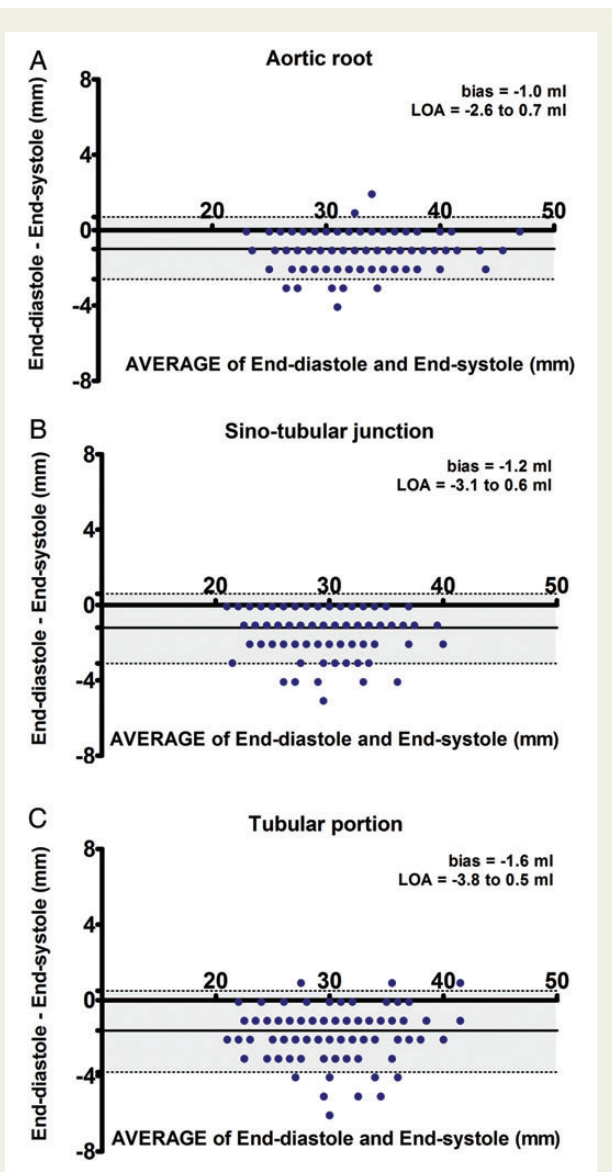 A
Aortic root
bias = -1.0 ml
LOA = -2.6 to 0.7 ml
End-diastole - End-systole (mm)
8
4
0
-4
-8
20 30 40 50
AVERAGE of End-diastole and End-systole (mm)
B
Sino-tubular junction
bias = -1.2 ml
LOA = -3.1 to 0.6 ml
End-diastole - End-systole (mm)
8
4
0
-4
-8
20 30 40 50
AVERAGE of End-diastole and End-systole (mm)
C
Tubular portion
bias = -1.6 ml
LOA = -3.8 to 0.5 ml
End-diastole - End-systole (mm)
8
4
0
-4
-8
20 30 40 50
AVERAGE of End-diastole and End-systole (mm)